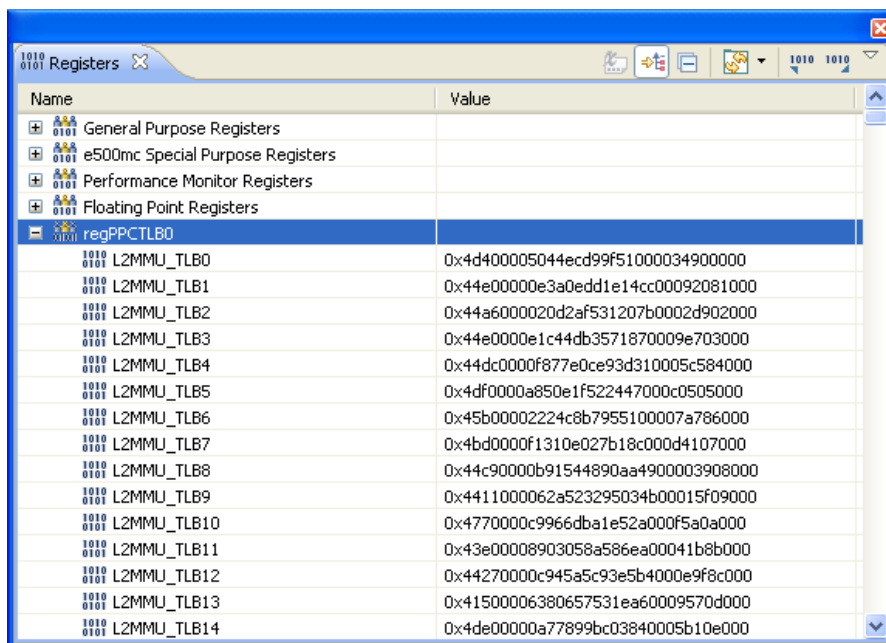 Registers
Name Value
General Purpose Registers
e500mc Special Purpose Registers
Performance Monitor Registers
Floating Point Registers
regPPCTLB0
L2MMU_TLB0 0x4d400005044ecd99f51000034900000
L2MMU_TLB1 0x44e00000e3a0edd1e14cc00092081000
L2MMU_TLB2 0x44a6000020d2af531207b0002d902000
L2MMU_TLB3 0x44e0000e1c44db3571870009e703000
L2MMU_TLB4 0x44dc0000f877e0ce93d310005c584000
L2MMU_TLB5 0x4df0000a850e1f522447000c0505000
L2MMU_TLB6 0x45b00002224c8b7955100007a786000
L2MMU_TLB7 0x4bd0000f1310e027b18c000d4107000
L2MMU_TLB8 0x44c90000b91544890aa4900003908000
L2MMU_TLB9 0x4411000062a523295034b00015f09000
L2MMU_TLB10 0x4770000c9966dba1e52a000f5a0a000
L2MMU_TLB11 0x43e00008903058a586ea00041b8b000
L2MMU_TLB12 0x44270000c945a5c93e5b4000e9f8c000
L2MMU_TLB13 0x41500006380657531ea60009570d000
L2MMU_TLB14 0x4de00000a77899bc03840005b10e000